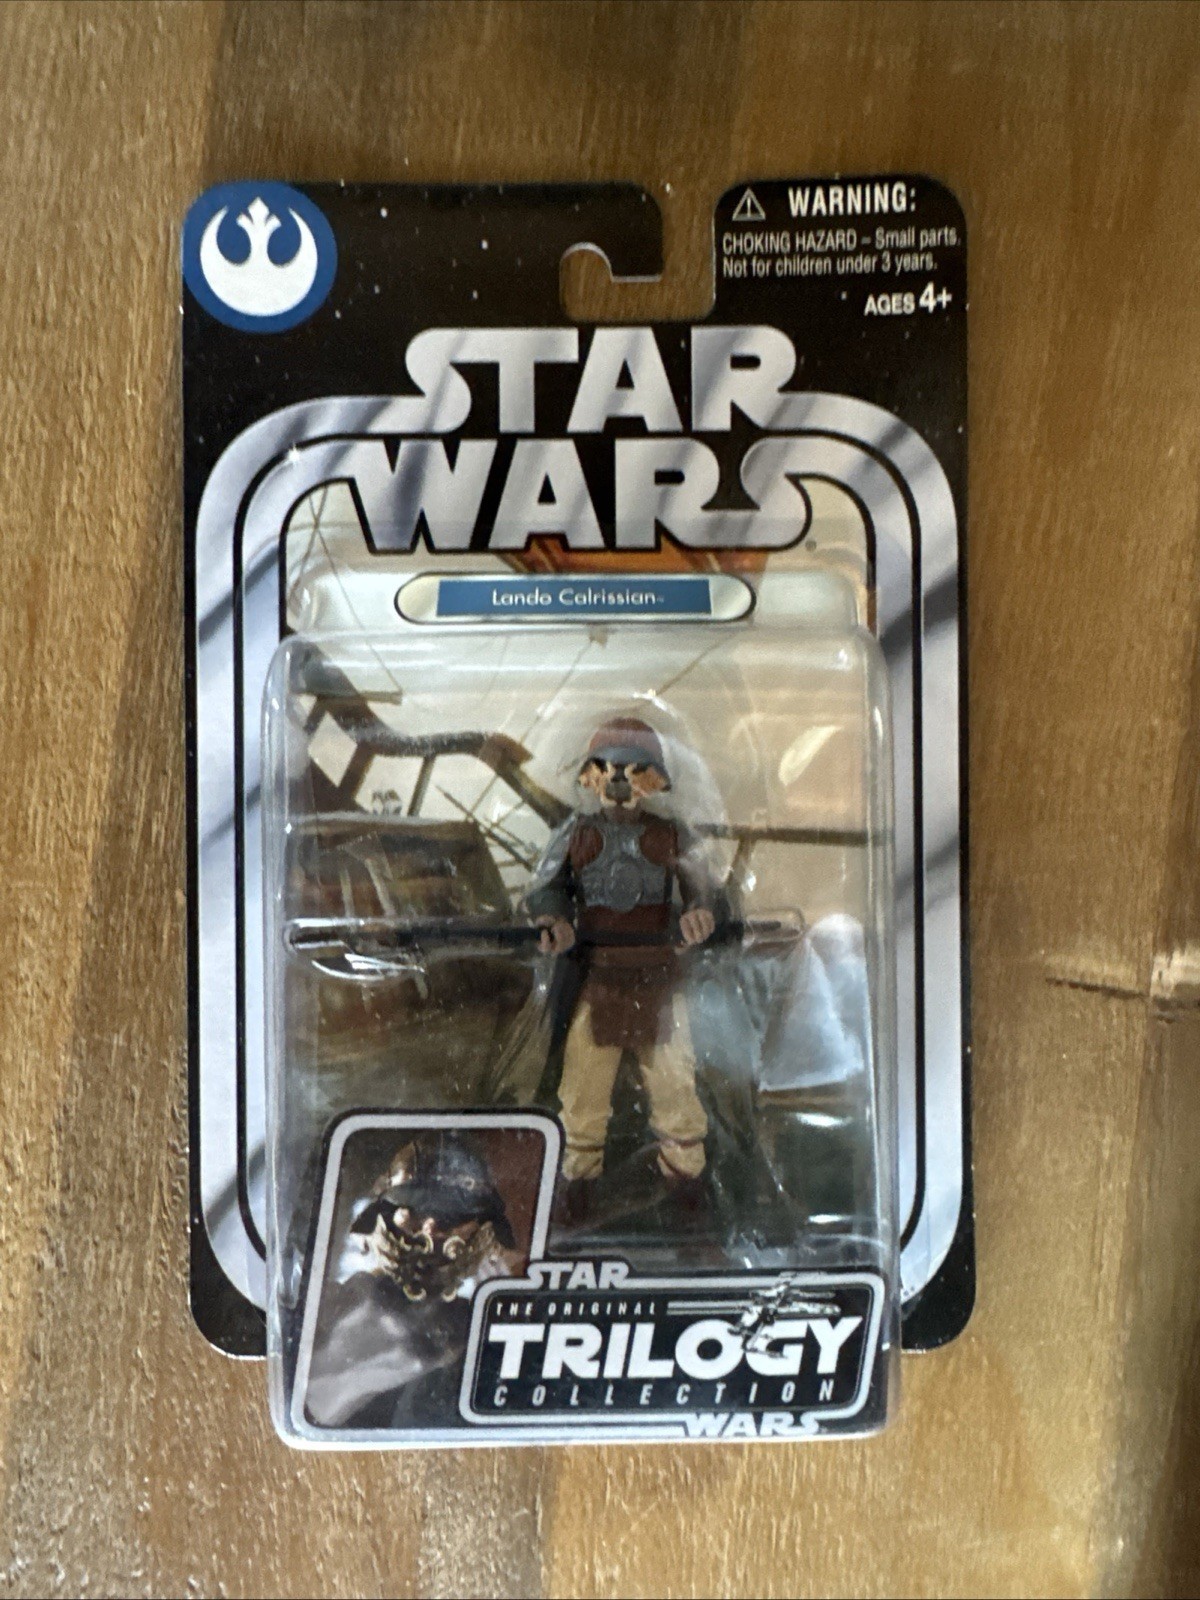 WARNING:
CHOKING HAZARD – Small parts.
Not for children under 3 years.
AGES 4+
STAR
WARS
Lando Calrissian™
STAR
THE ORIGINAL
TRILOGY
COLLECTION
WARS